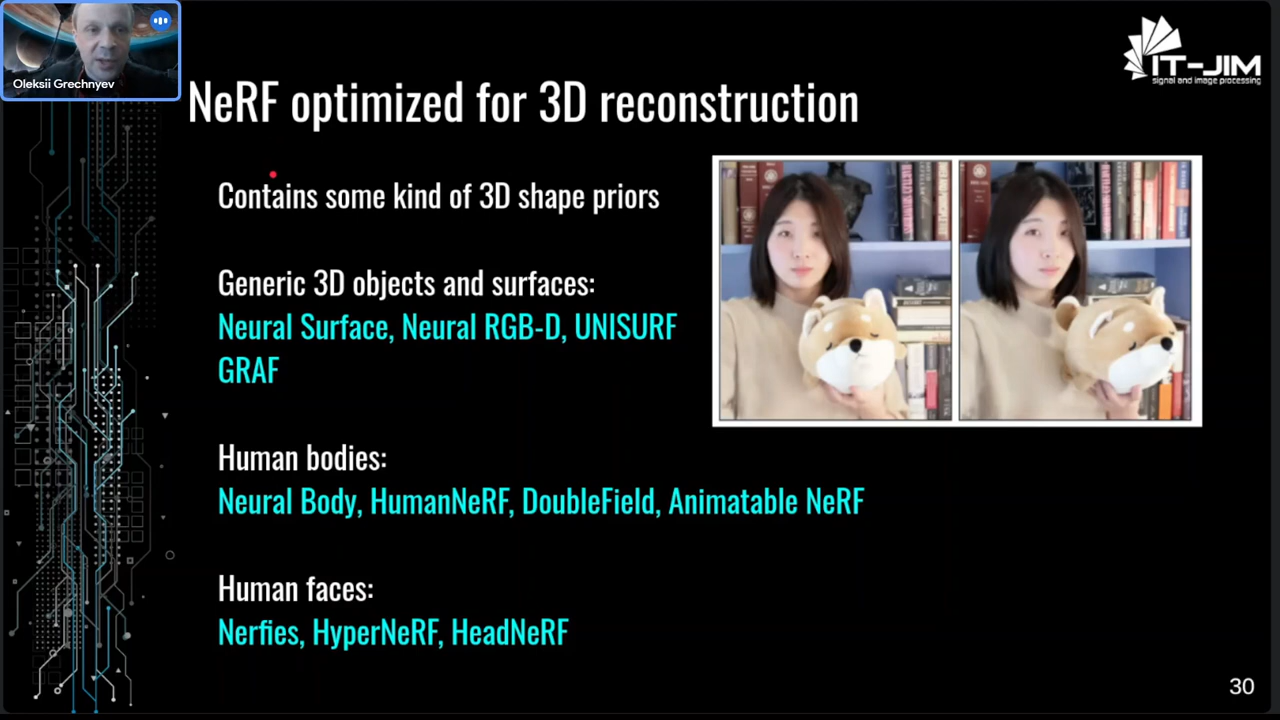 Oleksii Grechnyev
IT-JIM
signal and image processing
NeRF optimized for 3D reconstruction
Contains some kind of 3D shape priors
Generic 3D objects and surfaces:
Neural Surface, Neural RGB-D, UNISURF
GRAF
Human bodies:
Neural Body, HumanNeRF, DoubleField, Animatable NeRF
Human faces:
Nerfies, HyperNeRF, HeadNeRF
30